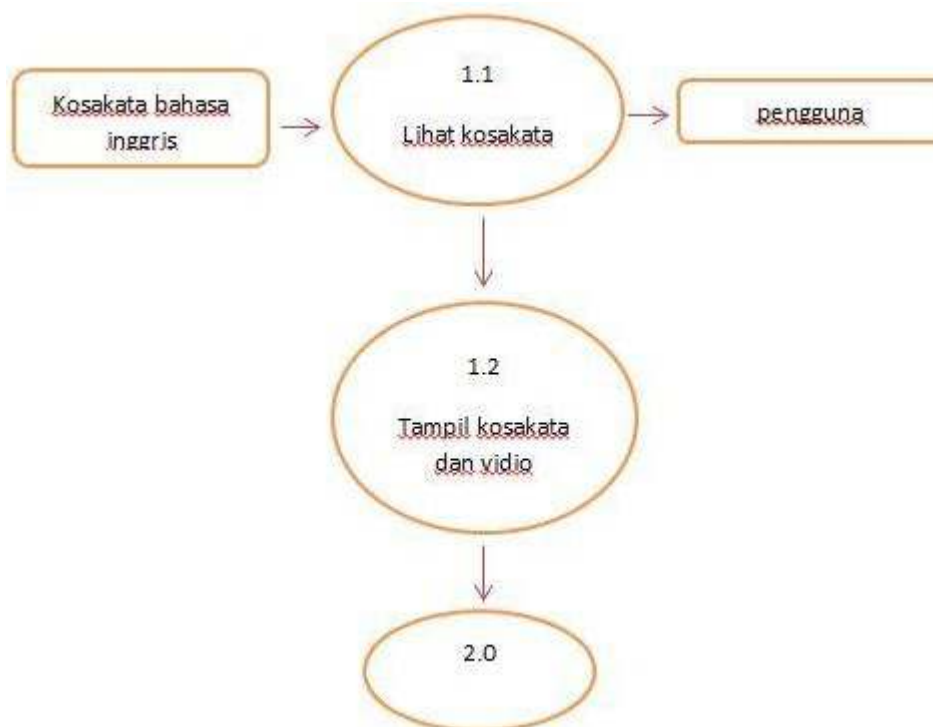 Kosakata bahasa
inggris
1.1
Lihat kosakata
pengguna
1.2
Tampil kosakata
dan vidio
2.0